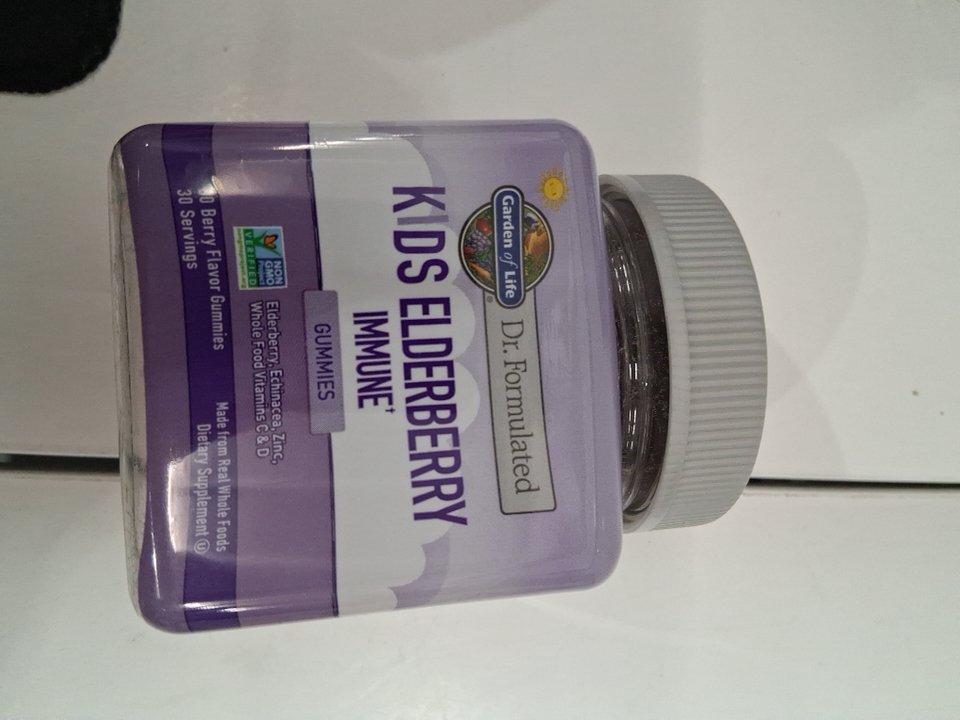 Garden of Life
®
Dr. Formulated
KIDS ELDERBERRY
IMMUNE†
GUMMIES
NON
GMO
Project
VERIFIED
Elderberry, Echinacea, Zinc,
Whole Food Vitamins C & D
Berry Flavor Gummies
30 Servings
Made from Real Whole Foods
Dietary Supplement Ⓤ